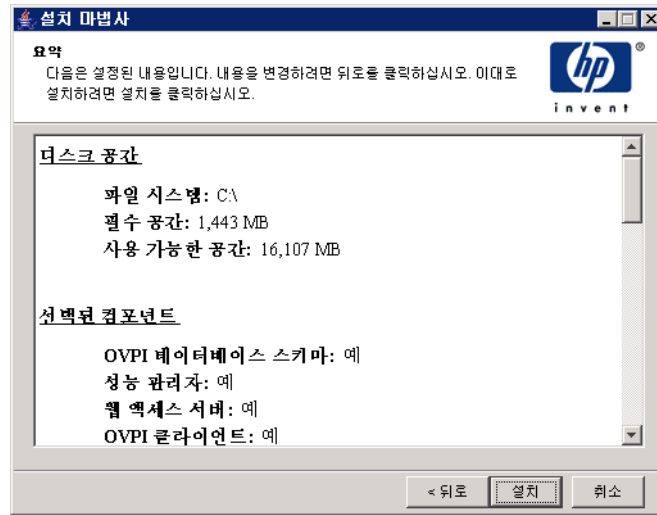 설치 마법사
요약
다음은 설정된 내용입니다. 내용을 변경하려면 뒤로를 클릭하십시오. 이대로
설치하려면 설치를 클릭하십시오.
hp
®
invent
디스크 공간
파일 시스템: C:\
필수 공간: 1,443 MB
사용 가능한 공간: 16,107 MB
선택된 컴포넌트
OVPI 데이터베이스 스키마: 예
성능 관리자: 예
웹 액세스 서버: 예
OVPI 클라이언트: 예
< 뒤로
설치
취소